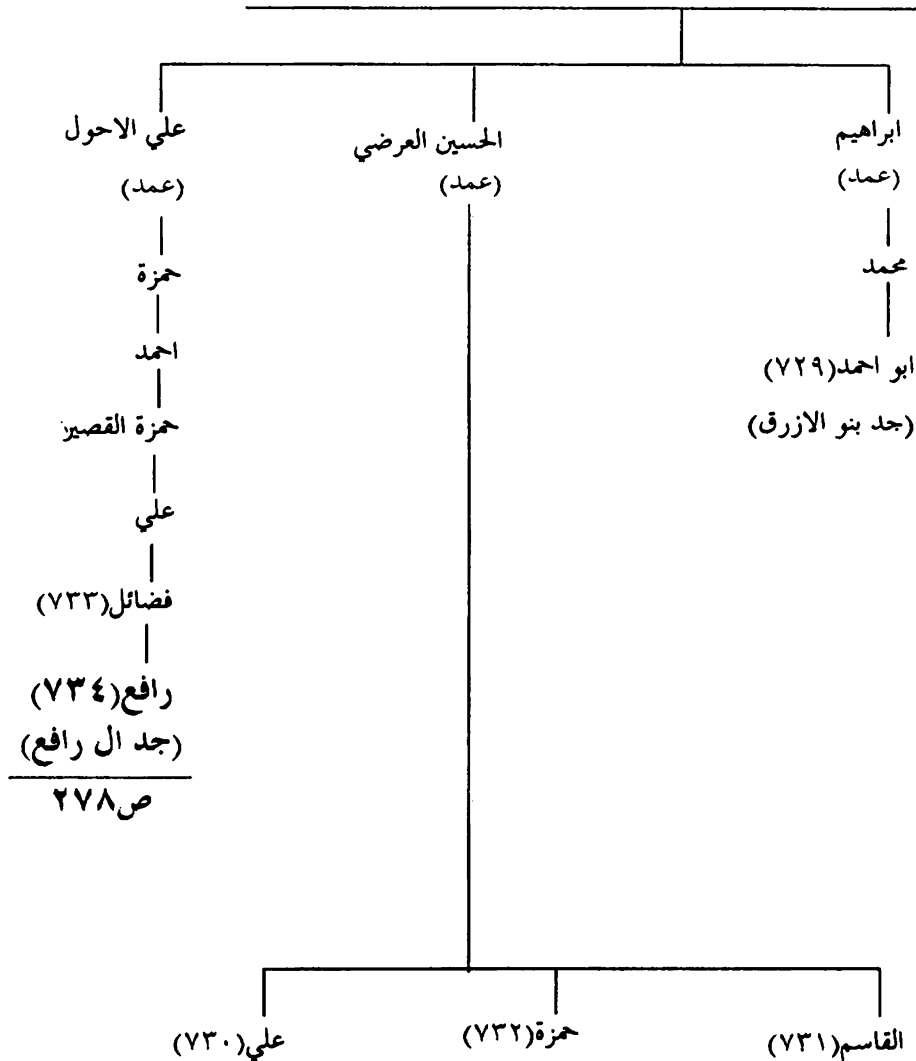 ابراهيم
(عمد)
محمد
ابو احمد(٧٢٩)
(جد بنو الازرق)
الحسين العرضي
(عمد)
القاسم(٧٣١)
حمزة(٧٣٢)
علي(٧٣٠)
علي الاحول
(عمد)
حمزة
احمد
حمزة القصير
علي
فضائل(٧٣٣)
رافع(٧٣٤)
(جد ال رافع)
ص٢٧٨